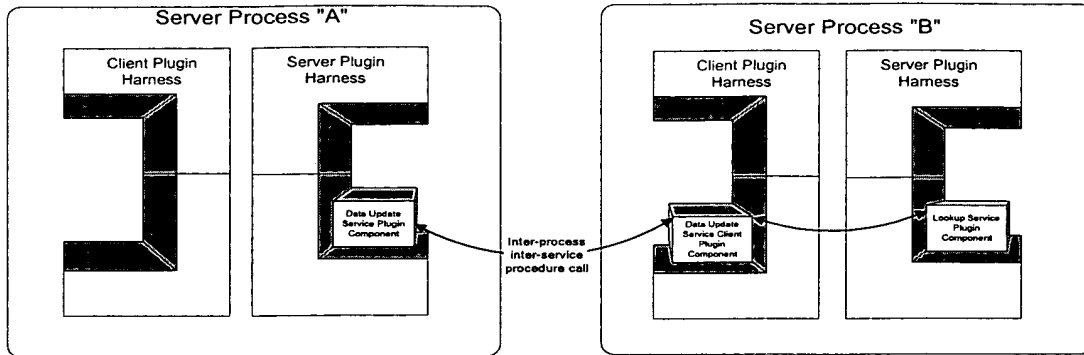 Server Process "A"
Client Plugin
Harness
Server Plugin
Harness
Data Update
Service Plugin
Component
Inter-process
inter-service
procedure call
Server Process "B"
Client Plugin
Harness
Server Plugin
Harness
Data Update
Service Client
Plugin
Component
Lookup Service
Plugin
Component